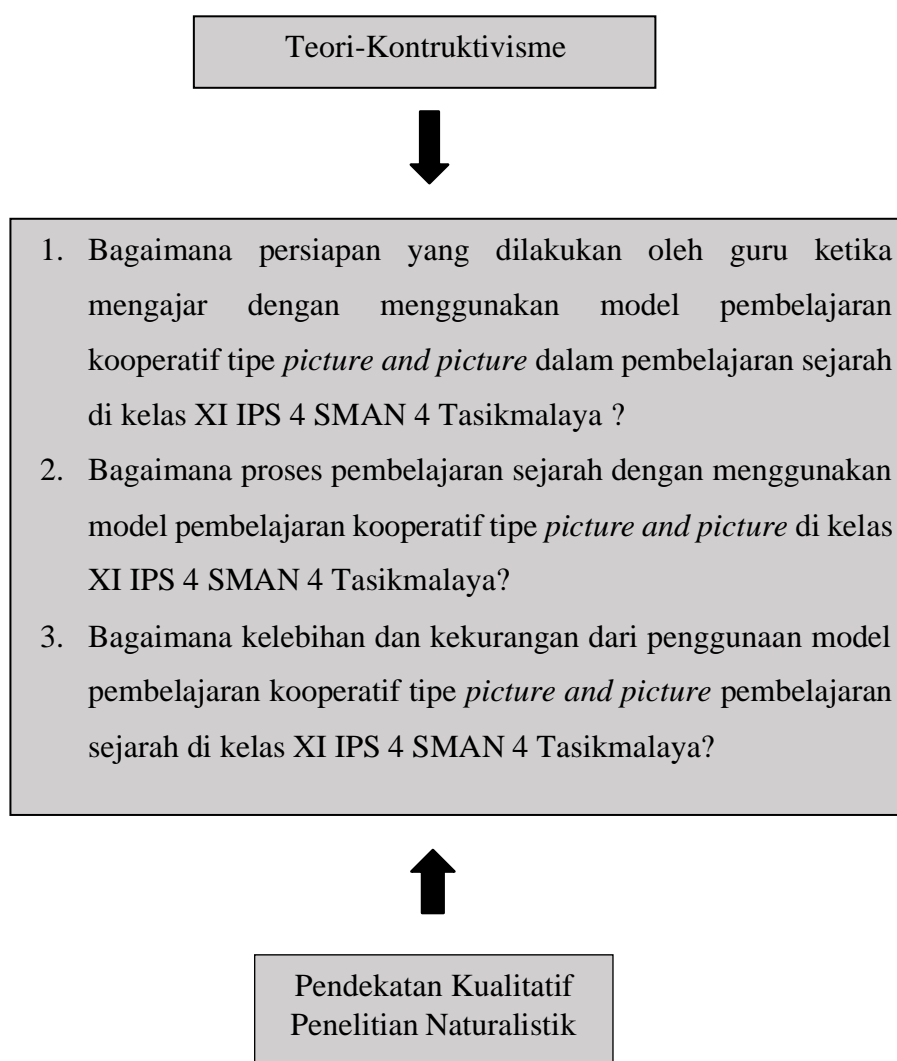 Teori-Kontruktivisme
1. Bagaimana persiapan yang dilakukan oleh guru ketika
mengajar dengan menggunakan model pembelajaran
kooperatif tipe picture and picture dalam pembelajaran sejarah
di kelas XI IPS 4 SMAN 4 Tasikmalaya ?
2. Bagaimana proses pembelajaran sejarah dengan menggunakan
model pembelajaran kooperatif tipe picture and picture di kelas
XI IPS 4 SMAN 4 Tasikmalaya?
3. Bagaimana kelebihan dan kekurangan dari penggunaan model
pembelajaran kooperatif tipe picture and picture pembelajaran
sejarah di kelas XI IPS 4 SMAN 4 Tasikmalaya?
Pendekatan Kualitatif
Penelitian Naturalistik